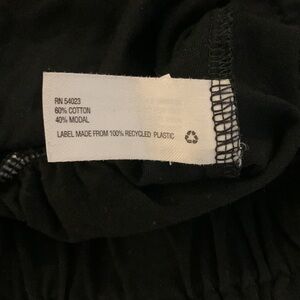 RN 54023
60% COTTON
40% MODAL
LABEL MADE FROM 100% RECYCLED PLASTIC